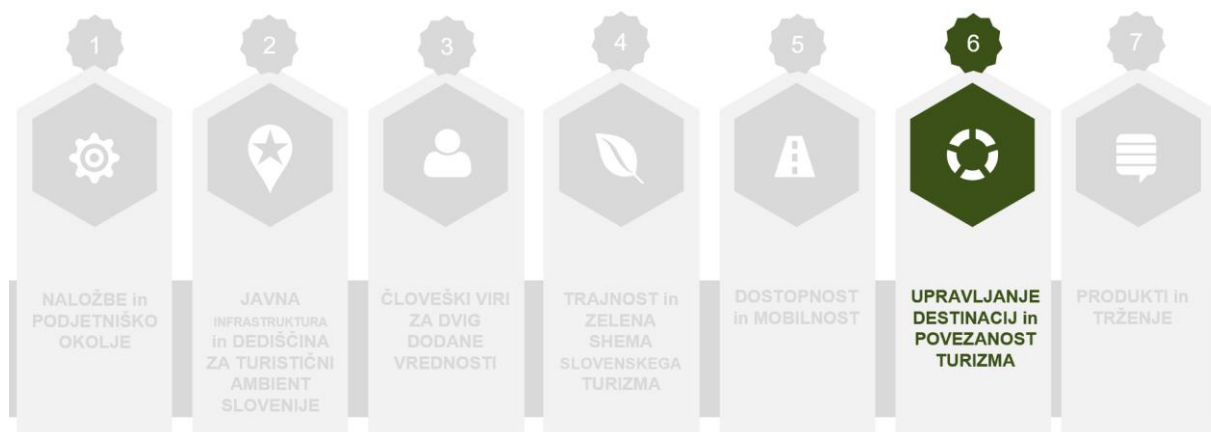 1
NALOŽBE in
PODJETNIŠKO
OKOLJE
2
JAVNA
INFRASTRUKTURA
in DEDIŠČINA
ZA TURISTIČNI
AMBIENT
SLOVENIJE
3
ČLOVEŠKI VIRI
ZA DVIG
DODANE
VREDNOSTI
4
TRAJNOST in
ZELENA
SHEMA
SLOVENSKEGA
TURIZMA
5
DOSTOPNOST
in MOBILNOST
6
UPRAVLJANJE
DESTINACIJ in
POVEZANOST
TURIZMA
7
PRODUKTI in
TRŽENJE